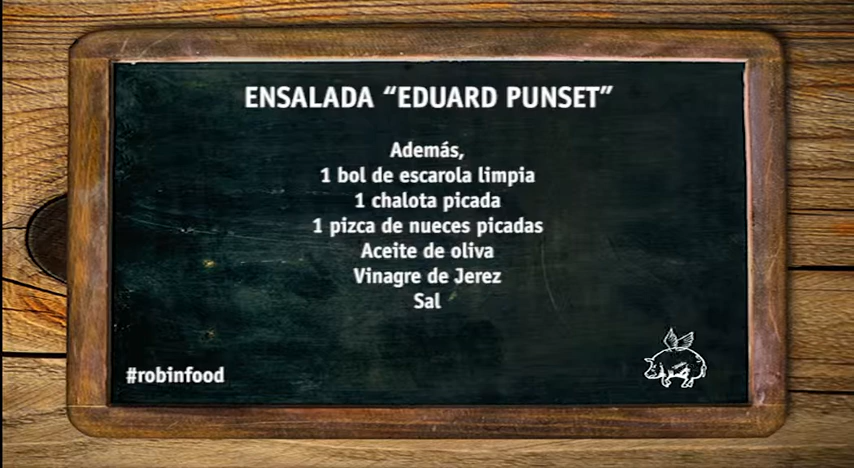 ENSALADA “EDUARD PUNSET”
Además,
1 bol de escarola limpia
1 chalota picada
1 pizca de nueces picadas
Aceite de oliva
Vinagre de Jerez
Sal
#robinfood